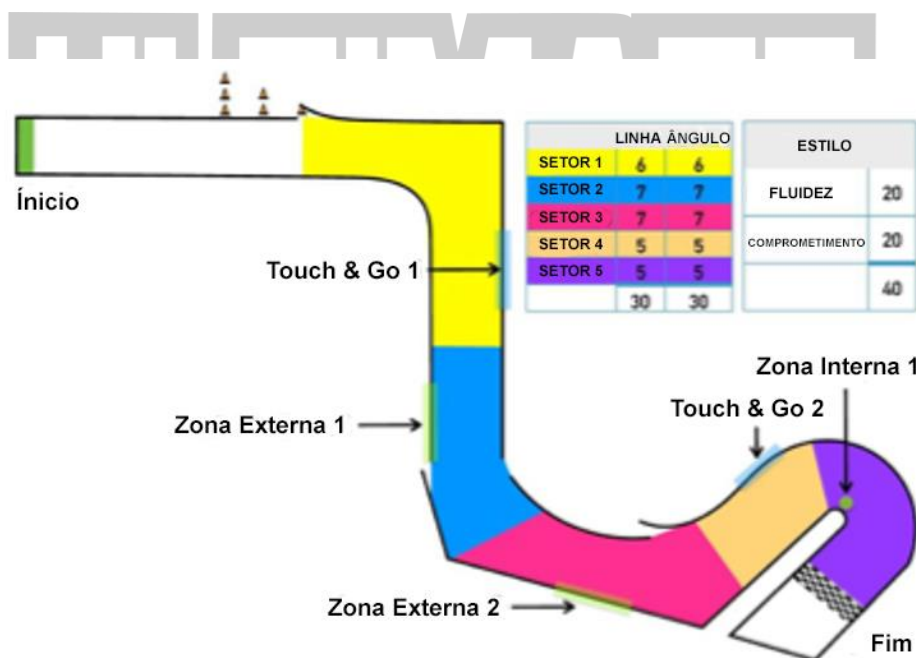 Ínicio
LINHA ÂNGULO
SETOR 1 6 6
SETOR 2 7 7
SETOR 3 7 7
SETOR 4 5 5
SETOR 5 5 5
30 30
ESTILO
FLUIDEZ 20
COMPROMETIMENTO 20
40
Touch & Go 1
Zona Externa 1
Zona Interna 1
Touch & Go 2
Zona Externa 2
Fim